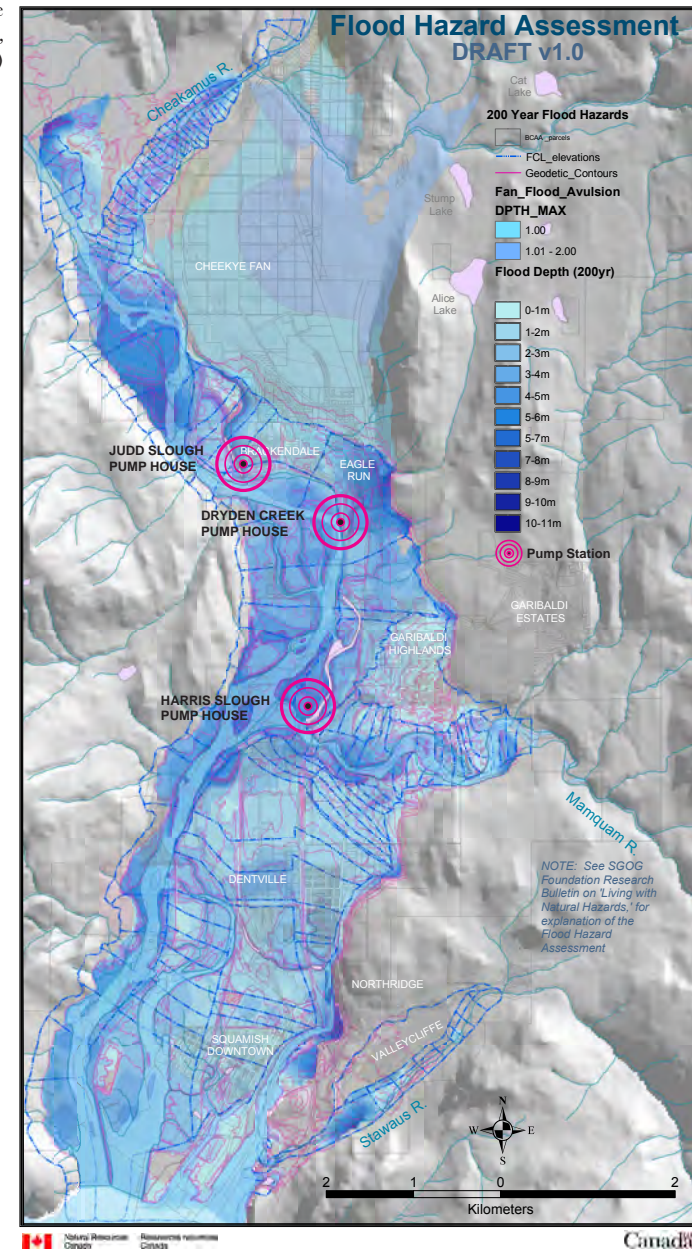 e
,
)
Flood Hazard Assessment
DRAFT v1.0
Cheakamus R.
Cat
Lake
200 Year Flood Hazards
BCAA_parcels
FCL_elevations
Geodetic_Contours
Fan_Flood_Avulsion
DPTH_MAX
1.00
1.01 - 2.00
Flood Depth (200yr)
0-1m
1-2m
2-3m
3-4m
4-5m
5-6m
5-7m
7-8m
8-9m
9-10m
10-11m
Pump Station
Stump
Lake
CHEEKYE FAN
Alice
Lake
JUDD SLOUGH
PUMP HOUSE
BRACKENDALE
EAGLE
RUN
DRYDEN CREEK
PUMP HOUSE
GARIBALDI
ESTATES
GARIBALDI
HIGHLANDS
HARRIS SLOUGH
PUMP HOUSE
Mamquam R.
DENTVILLE
NOTE: See SGOG
Foundation Research
Bulletin on 'Living with
Natural Hazards,' for
explanation of the
Flood Hazard
Assessment
NORTHRIDGE
VALLEYCLIFFE
SQUAMISH
DOWNTOWN
Stawaus R.
N
W
E
S
2
1
0
2
Kilometers
Natural Resources
Canada
Ressources naturelles
Canada
Canada